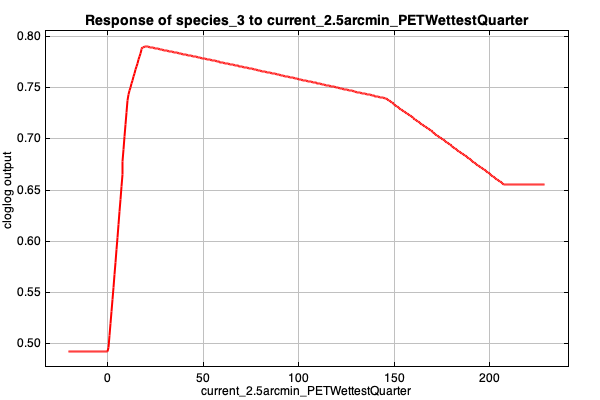 Response of species_3 to current_2.5arcmin_PETWettestQuarter
cloglog output
0.80
0.75
0.70
0.65
0.60
0.55
0.50
0 50 100 150 200
current_2.5arcmin_PETWettestQuarter